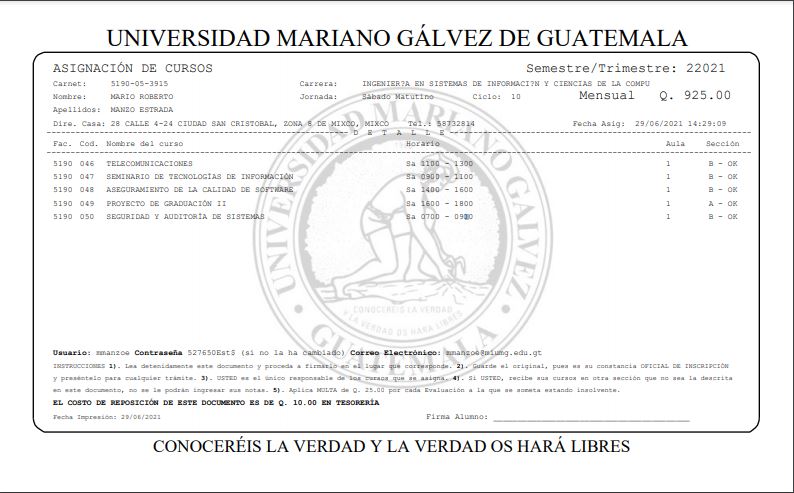 UNIVERSIDAD MARIANO GÁLVEZ DE GUATEMALA
ASIGNACIÓN DE CURSOS Semestre/Trimestre: 22021
Carnet: 5190-05-3915 Carrera: INGENIER?A EN SISTEMAS DE INFORMACI?N Y CIENCIAS DE LA COMPU
Nombre: MARIO ROBERTO Jornada: Sábado Matutino Ciclo: 10 Mensual Q. 925.00
Apellidos: MANZO ESTRADA
Dire. Casa: 28 CALLE 4-24 CIUDAD SAN CRISTOBAL, ZONA 8 DE MIXCO, MIXCO Tel.: 58732814 Fecha Asig: 29/06/2021 14:29:09
D E T A L L E
Fac. Cod. Nombre del curso Horario Aula Sección
5190 046 TELECOMUNICACIONES Sa 1100 - 1300 1 B - OK
5190 047 SEMINARIO DE TECNOLOGÍAS DE INFORMACIÓN Sa 0900 - 1100 1 B - OK
5190 048 ASEGURAMIENTO DE LA CALIDAD DE SOFTWARE Sa 1400 - 1600 1 B - OK
5190 049 PROYECTO DE GRADUACIÓN II Sa 1600 - 1800 1 A - OK
5190 050 SEGURIDAD Y AUDITORÍA DE SISTEMAS Sa 0700 - 0900 1 B - OK
UNIVERSIDAD MARIANO GALVEZ
GUATEMALA
CONOCEREIS LA VERDAD
Y LA VERDAD OS HARA LIBRES
Usuario: mmanzoe Contraseña 527650Est$ (si no la ha cambiado) Correo Electrónico: mmanzoe@miumg.edu.gt
INSTRUCCIONES 1). Lea detenidamente este documento y proceda a firmarlo en el lugar que corresponde. 2). Guarde el original, pues es su constancia OFICIAL DE INSCRIPCIÓN
y preséntelo para cualquier trámite. 3). USTED es el único responsable de los cursos que se asigna. 4). Si USTED, recibe sus cursos en otra sección que no sea la descrita
en este documento, no se le podrán ingresar sus notas. 5). Aplica MULTA de Q. 25.00 por cada Evaluación a la que se someta estando insolvente.
EL COSTO DE REPOSICIÓN DE ESTE DOCUMENTO ES DE Q. 10.00 EN TESORERÍA
Fecha Impresión: 29/06/2021 Firma Alumno:
CONOCERÉIS LA VERDAD Y LA VERDAD OS HARÁ LIBRES